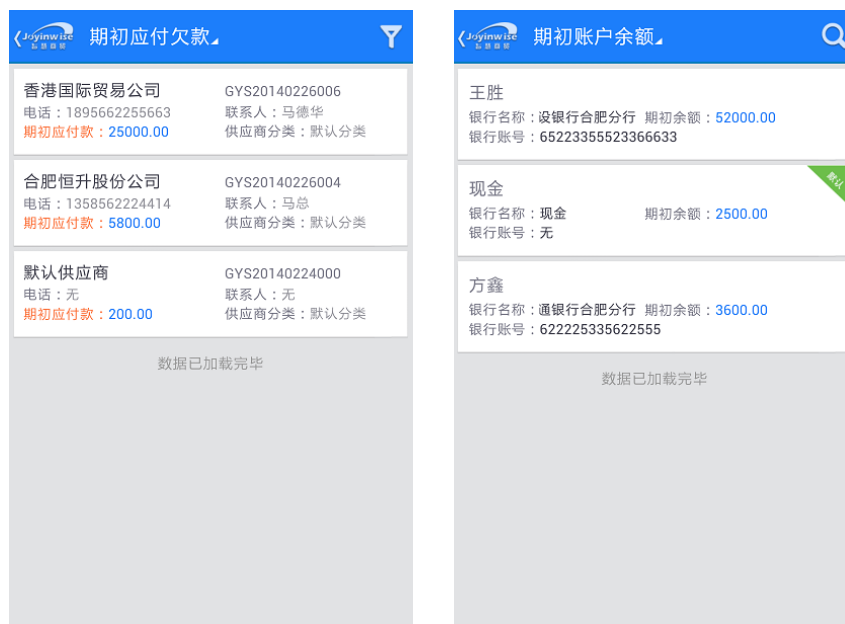 Joyinwise
期初应付欠款
香港国际贸易公司 GYS20140226006
电话：1895662255663 联系人：马德华
期初应付款：25000.00 供应商分类：默认分类
合肥恒升股份公司 GYS20140226004
电话：1358562224414 联系人：马总
期初应付款：5800.00 供应商分类：默认分类
默认供应商 GYS20140224000
电话：无 联系人：无
期初应付款：200.00 供应商分类：默认分类
数据已加载完毕
Joyinwise
期初账户余额
王胜
银行名称：设银行合肥分行 期初余额：52000.00
银行账号：65223355523366633
现金
默认
银行名称：现金 期初余额：2500.00
银行账号：无
方鑫
银行名称：通银行合肥分行 期初余额：3600.00
银行账号：622225335622555
数据已加载完毕